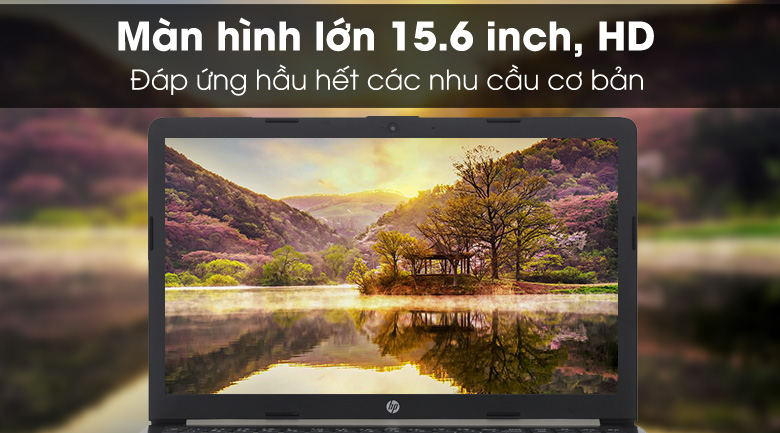 Màn hình lớn 15.6 inch, HD
Đáp ứng hầu hết các nhu cầu cơ bản
hp